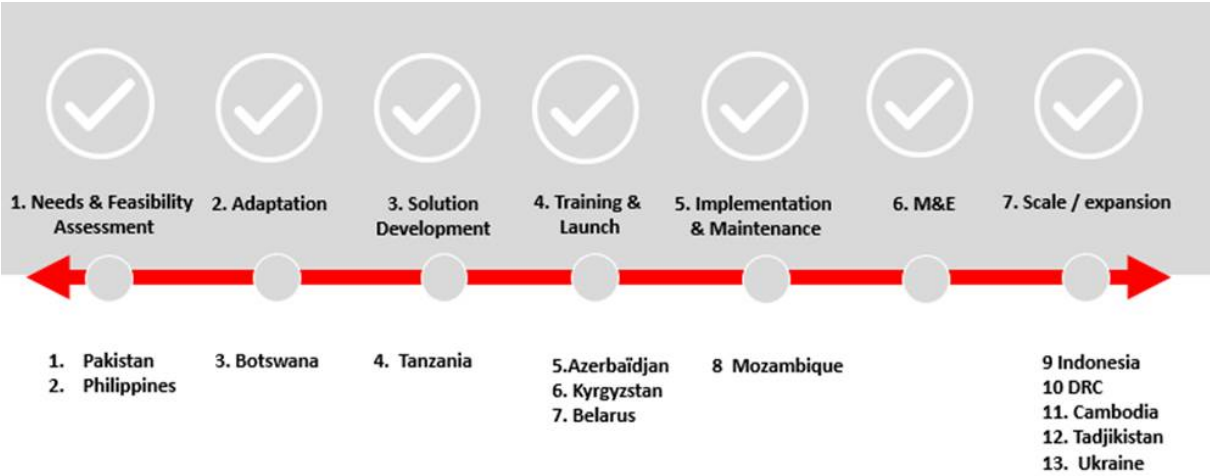 1. Needs & Feasibility
Assessment
2. Adaptation
3. Solution
Development
4. Training &
Launch
5. Implementation
& Maintenance
6. M&E
7. Scale / expansion
1. Pakistan
2. Philippines
3. Botswana
4. Tanzania
5.Azerbaïdjan
6. Kyrgyzstan
7. Belarus
8 Mozambique
9 Indonesia
10 DRC
11. Cambodia
12. Tadjikistan
13. Ukraine